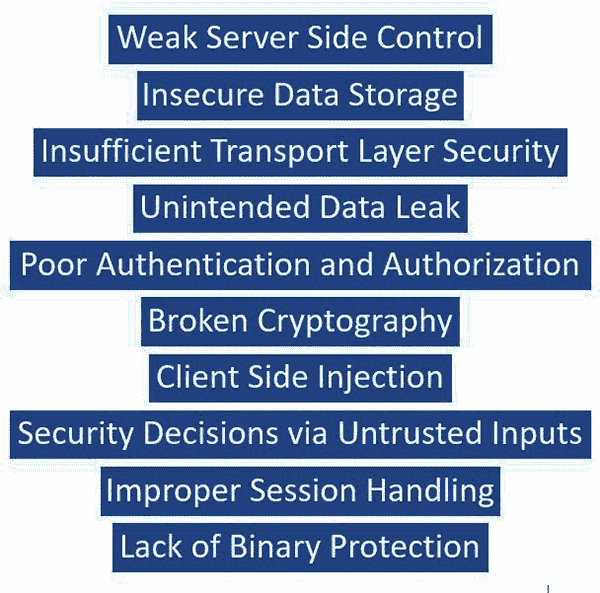 Weak Server Side Control
Insecure Data Storage
Insufficient Transport Layer Security
Unintended Data Leak
Poor Authentication and Authorization
Broken Cryptography
Client Side Injection
Security Decisions via Untrusted Inputs
Improper Session Handling
Lack of Binary Protection